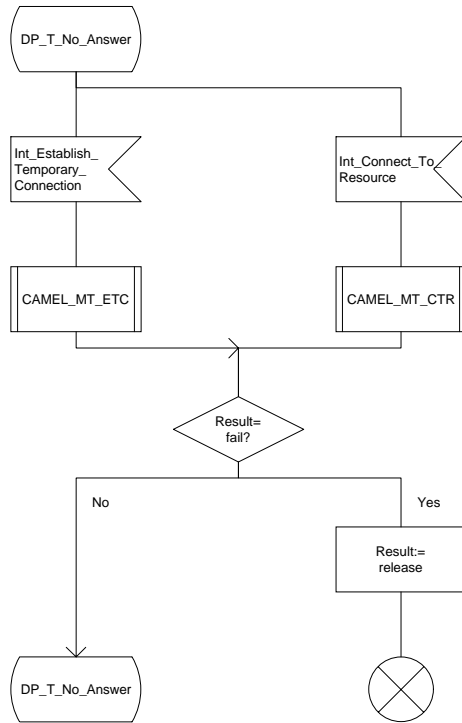 DP_T_No_Answer
Int_Establish_
Temporary_
Connection
Int_Connect_To_
Resource
CAMEL_MT_ETC
CAMEL_MT_CTR
Result=
fail?
No
Yes
Result:=
release
DP_T_No_Answer